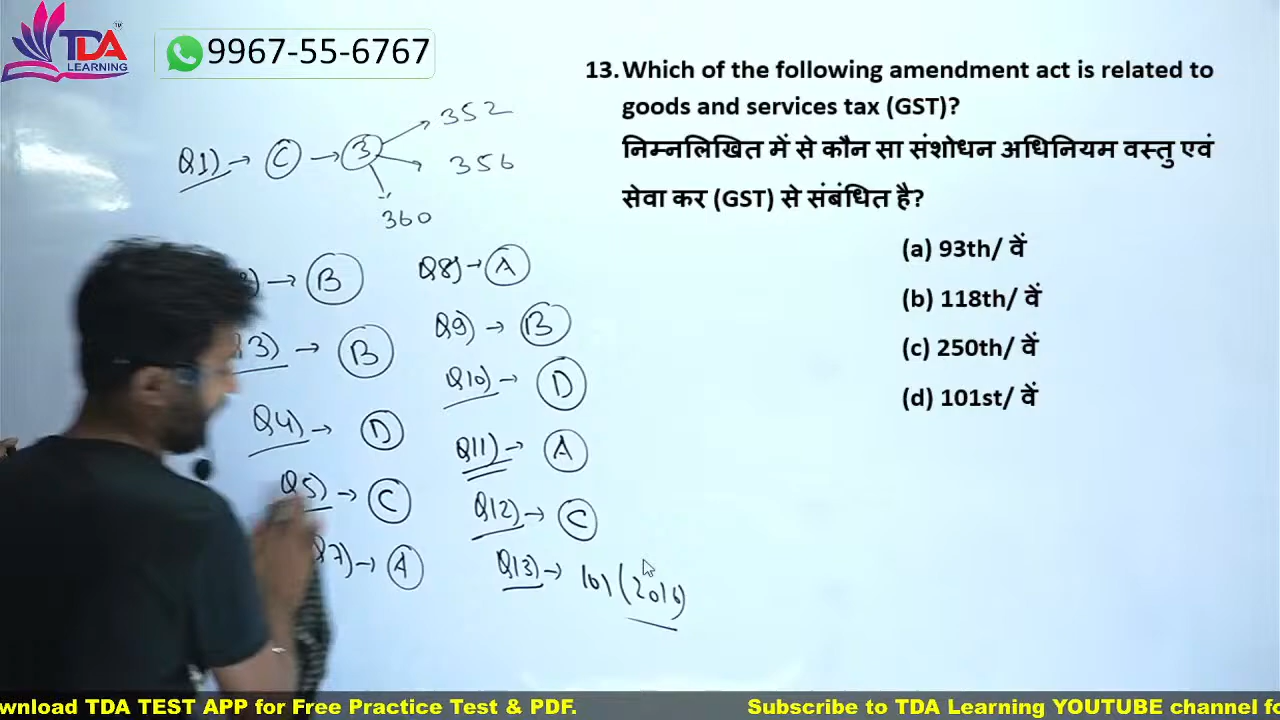 TDA
LEARNING
9967-55-6767
13. Which of the following amendment act is related to
goods and services tax (GST)?
निम्नलिखित में से कौन सा संशोधन अधिनियम वस्तु एवं
सेवा कर (GST) से संबंधित है?
(a) 93th/ वें
(b) 118th/ वें
(c) 250th/ वें
(d) 101st/ वें
Q1) → C → 3 → 352
356
360
) → B
3) → B
Q4) → D
Q5) → C
Q7) → A
Q8) → A
Q9) → B
Q10) → D
Q11) → A
Q12) → C
Q13) → 101 (2016)
wnload TDA TEST APP for Free Practice Test & PDF.
Subscribe to TDA Learning YOUTUBE channel fo